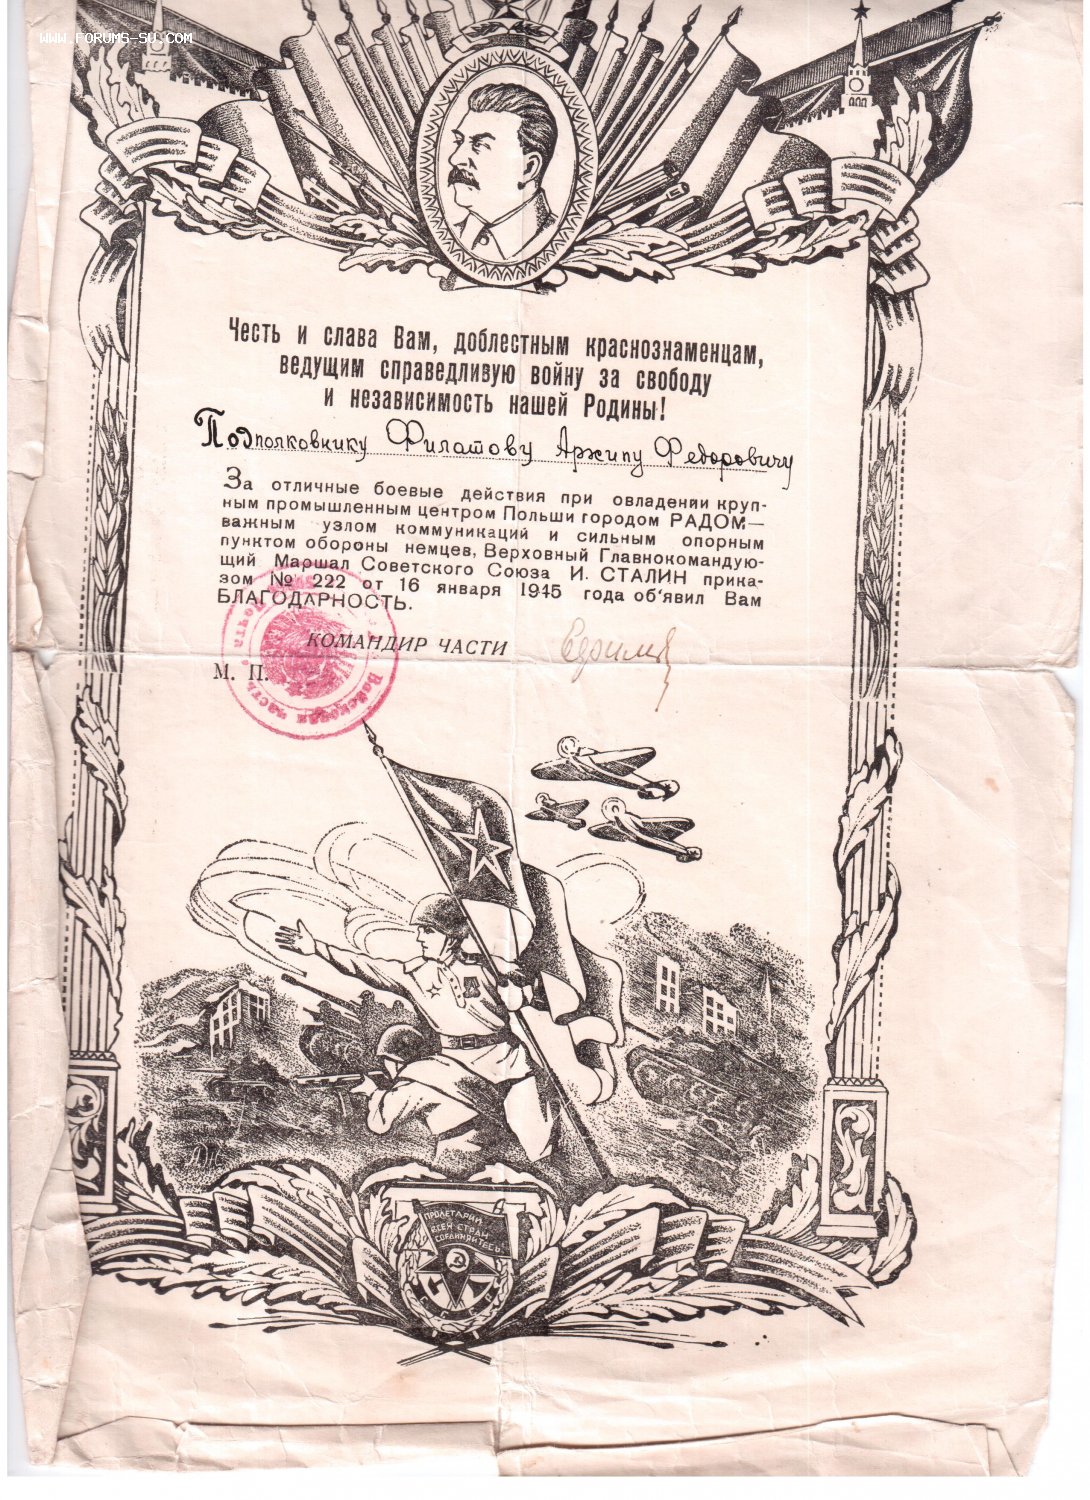 www.FORUMS-SU.COM
Честь и слава Вам, доблестным краснознаменцам,
ведущим справедливую войну за свободу
и независимость нашей Родины!
Подполковнику Филатову Архипу Федоровичу
За отличные боевые действия при овладении круп-
ным промышленным центром Польши городом РАДОМ—
важным узлом коммуникаций и сильным опорным
пунктом обороны немцев, Верховный Главнокомандую-
щий Маршал Советского Союза И. СТАЛИН прика-
зом № 222 от 16 января 1945 года об'явил Вам
БЛАГОДАРНОСТЬ.
КОМАНДИР ЧАСТИ
М. П.
Войсковая часть
Почта
ПРОЛЕТАРИИ
ВСЕХ СТРАН
СОЕДИНЯЙТЕСЬ